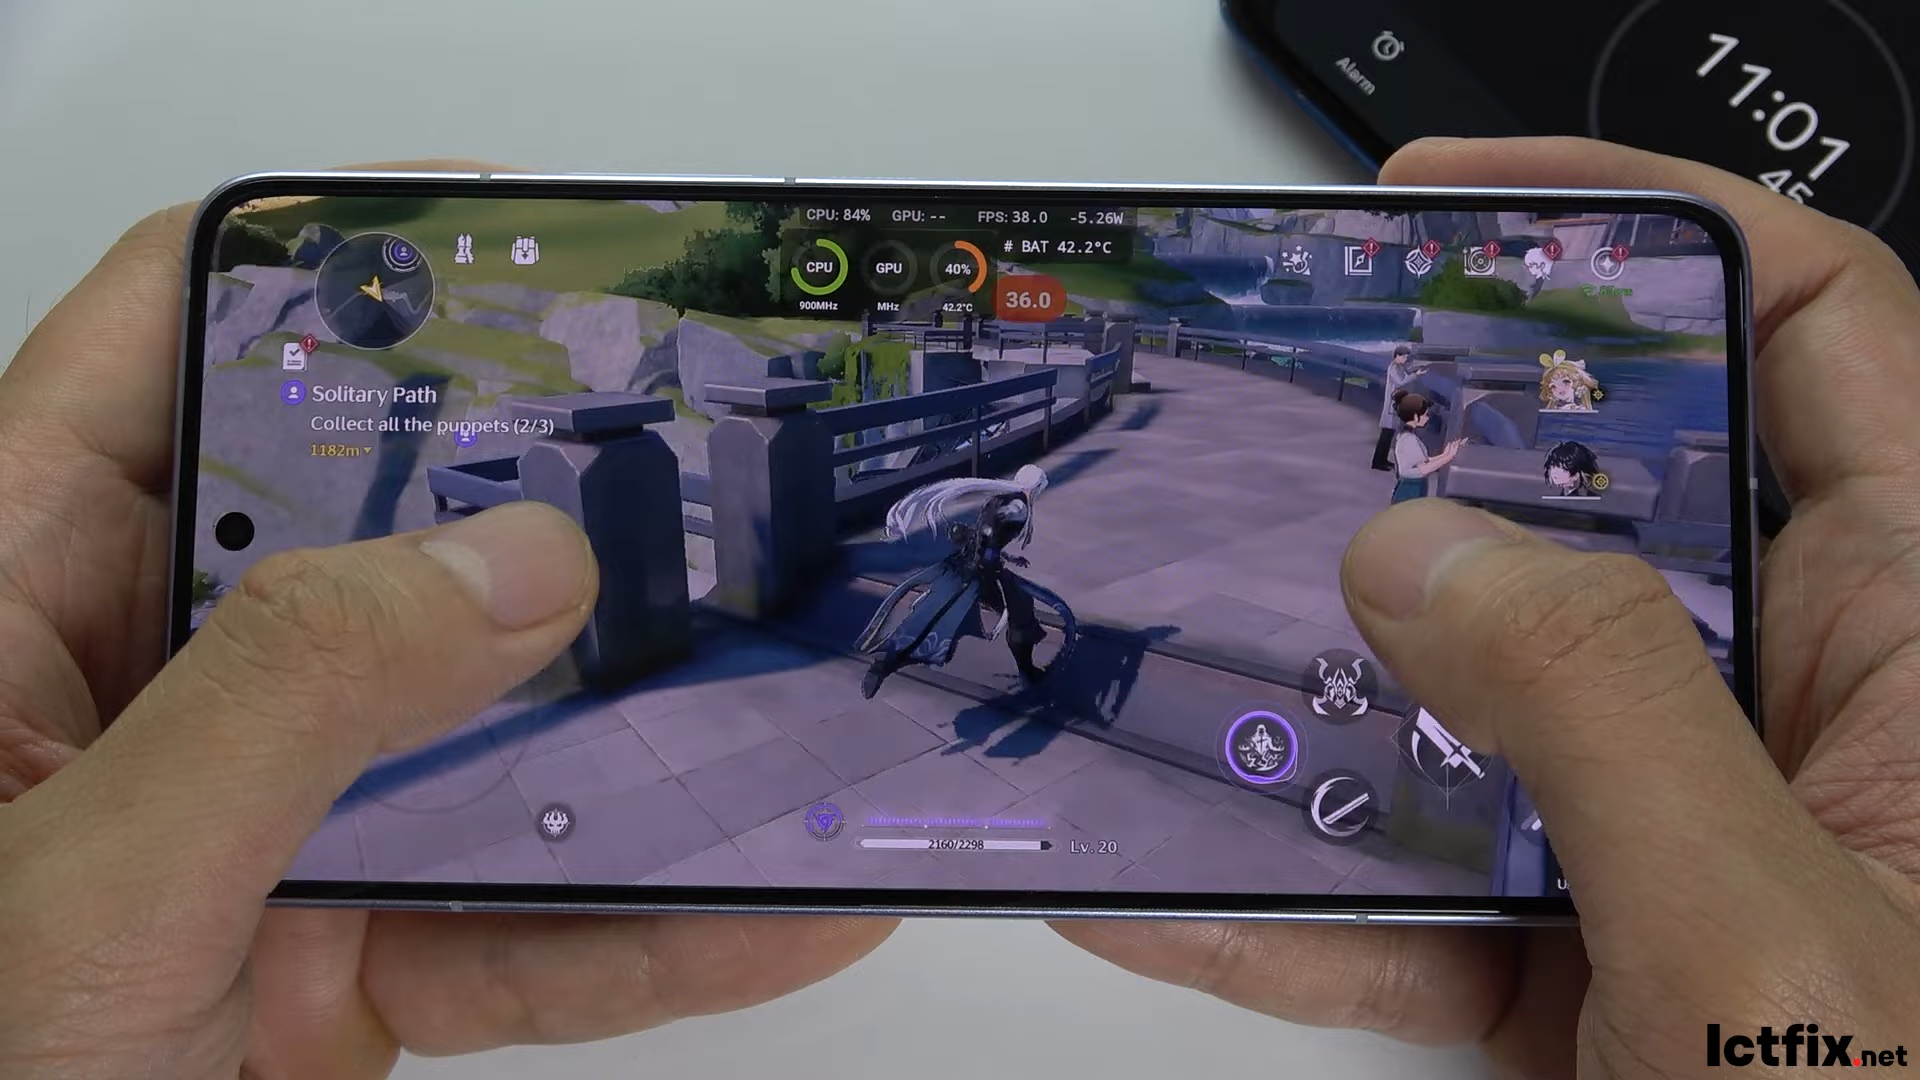 Alarm
11:01
45
CPU: 84% GPU: -- FPS: 38.0 -5.26W
# BAT 42.2°C
CPU
GPU
40%
900MHz
MHz
42.2°C
36.0
Solitary Path
Collect all the puppets (2/3)
1182m
2160/2298
Lv. 20
Ictfix.net